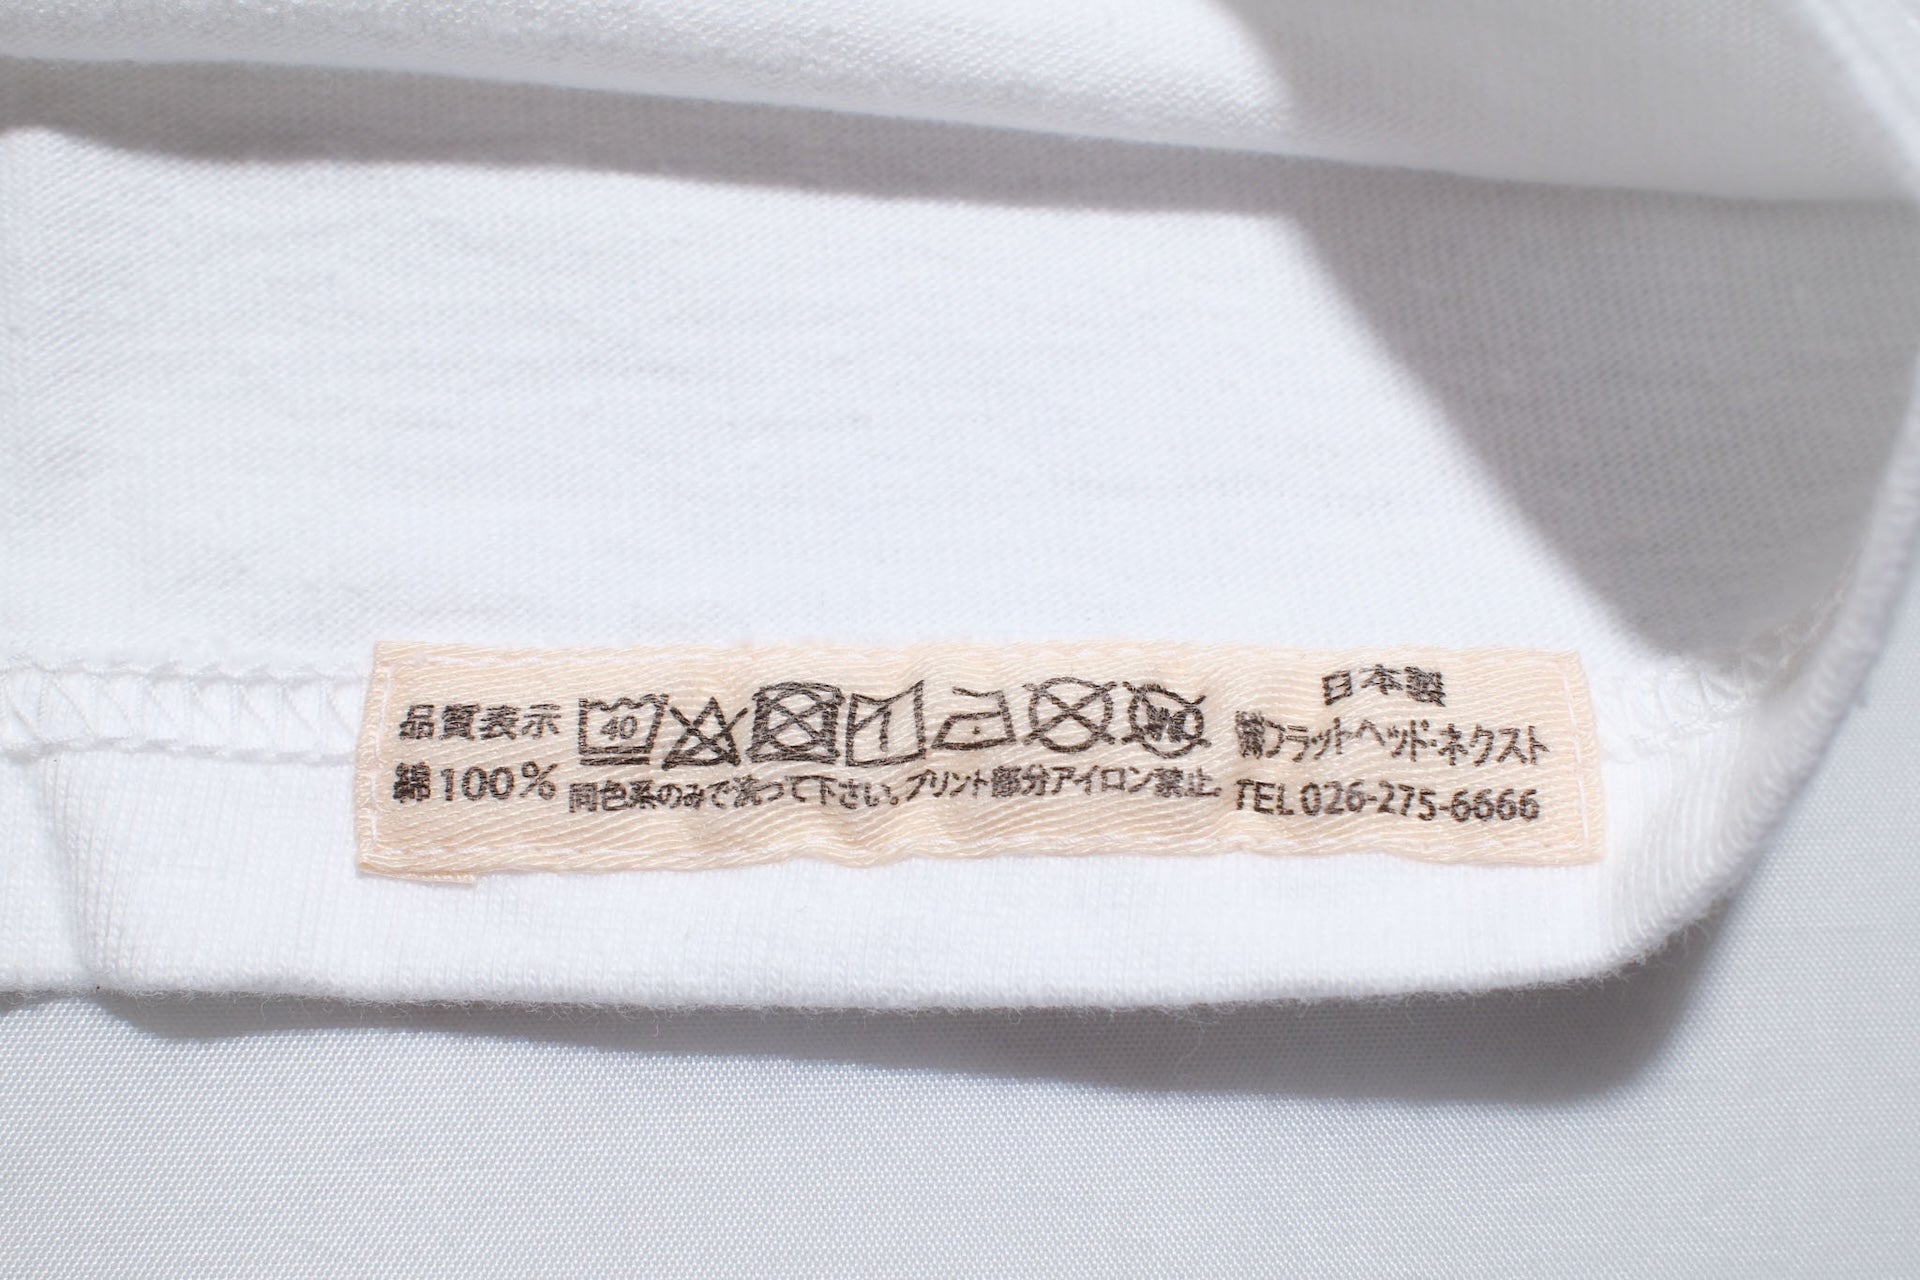 品質表示
綿100%
40
W
同色系のみで洗って下さい。プリント部分アイロン禁止。
日本製
㈱フラットヘッド・ネクスト
TEL 026-275-6666